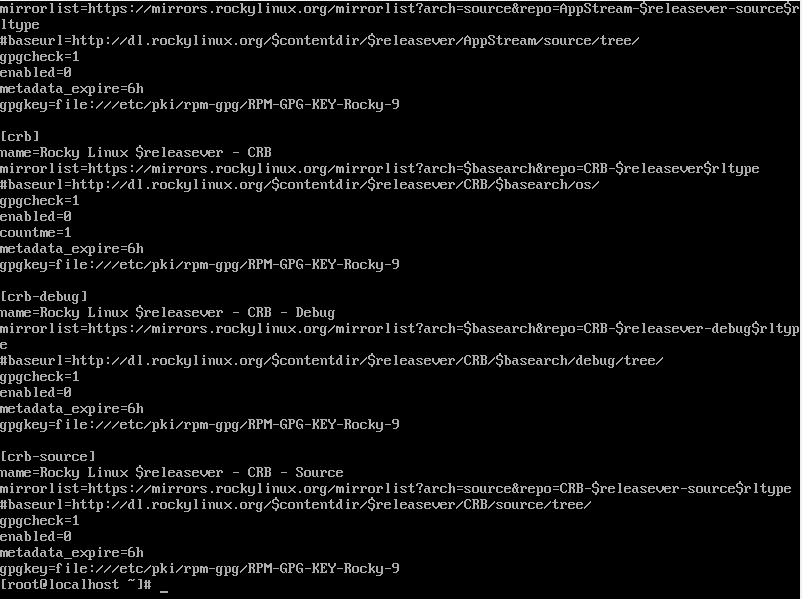 mirrorlist=https://mirrors.rockylinux.org/mirrorlist?arch=source&repo=AppStream-$releasever-source$r
ltype
#baseurl=http://dl.rockylinux.org/$contentdir/$releasever/AppStream/source/tree/
gpgcheck=1
enabled=0
metadata_expire=6h
gpgkey=file:///etc/pki/rpm-gpg/RPM-GPG-KEY-Rocky-9

[crb]
name=Rocky Linux $releasever - CRB
mirrorlist=https://mirrors.rockylinux.org/mirrorlist?arch=$basearch&repo=CRB-$releasever$rltype
#baseurl=http://dl.rockylinux.org/$contentdir/$releasever/CRB/$basearch/os/
gpgcheck=1
enabled=0
countme=1
metadata_expire=6h
gpgkey=file:///etc/pki/rpm-gpg/RPM-GPG-KEY-Rocky-9

[crb-debug]
name=Rocky Linux $releasever - CRB - Debug
mirrorlist=https://mirrors.rockylinux.org/mirrorlist?arch=$basearch&repo=CRB-$releasever-debug$rltyp
e
#baseurl=http://dl.rockylinux.org/$contentdir/$releasever/CRB/$basearch/debug/tree/
gpgcheck=1
enabled=0
metadata_expire=6h
gpgkey=file:///etc/pki/rpm-gpg/RPM-GPG-KEY-Rocky-9

[crb-source]
name=Rocky Linux $releasever - CRB - Source
mirrorlist=https://mirrors.rockylinux.org/mirrorlist?arch=source&repo=CRB-$releasever-source$rltype
#baseurl=http://dl.rockylinux.org/$contentdir/$releasever/CRB/source/tree/
gpgcheck=1
enabled=0
metadata_expire=6h
gpgkey=file:///etc/pki/rpm-gpg/RPM-GPG-KEY-Rocky-9
[root@localhost ~]# _